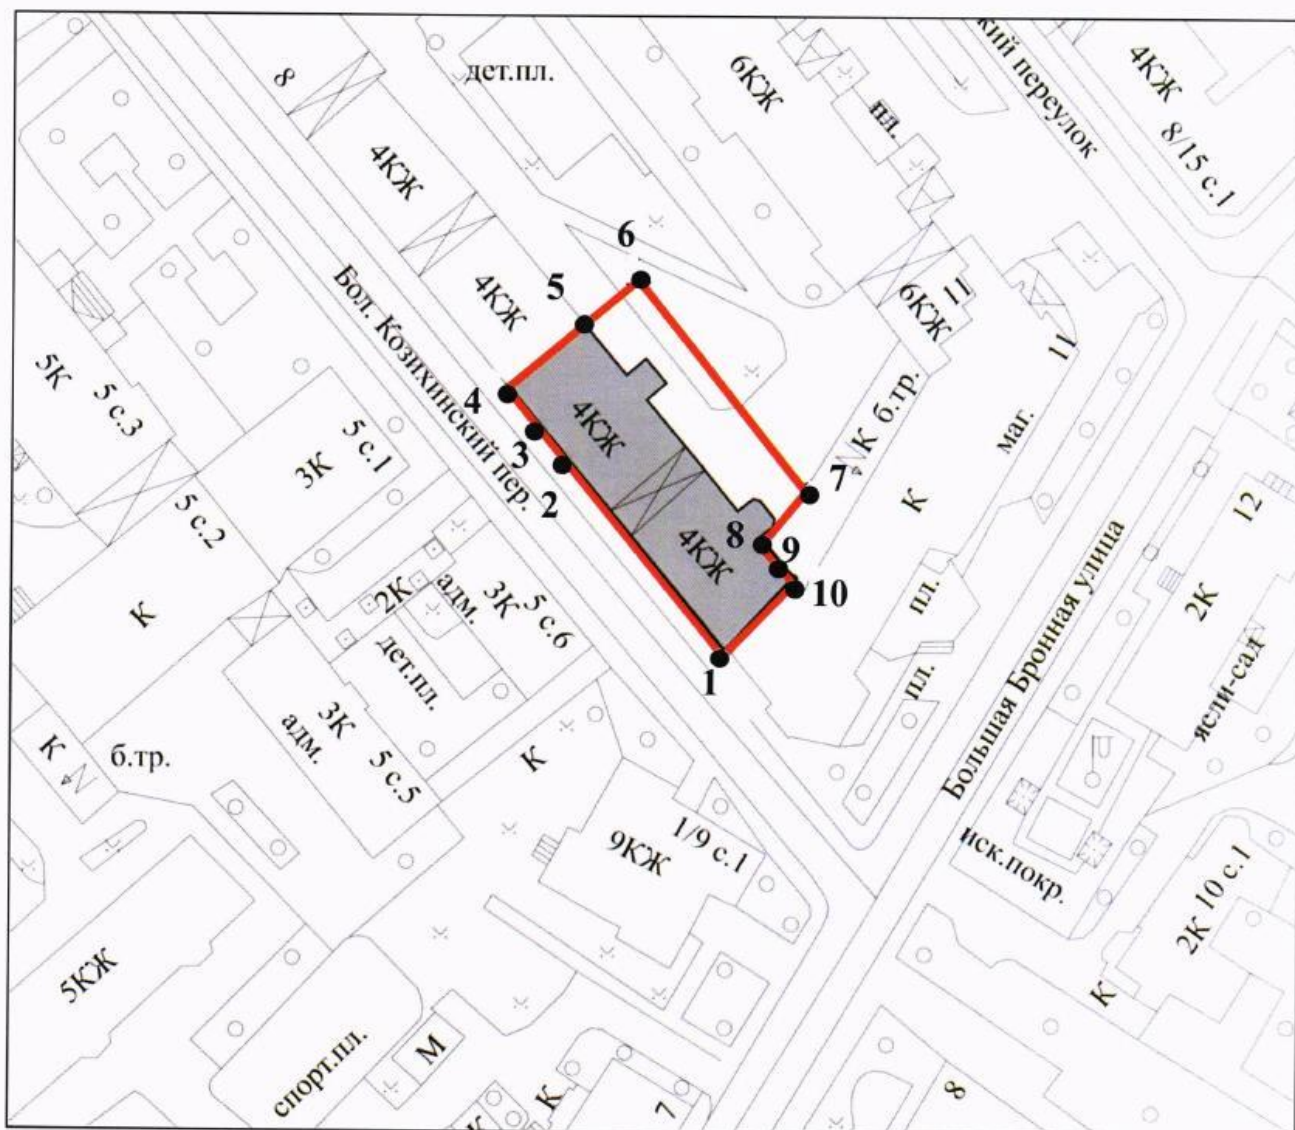 8
дет.пл.
6КЖ
пл.
кий переулок
4КЖ
8/15 с.1
4КЖ
6
5
4КЖ
6КЖ
11
11
Бол. Козихинский пер.
5К
5 с.3
4
3
2
4КЖ
К б.тр.
маг.
3К
5 с.1
7
К
12
8
9
10
4КЖ
5 с.2
2К
адм.
3К
5 с.6
пл.
2К
К
дет.пл.
1
пл.
Большая Бронная улица
ясли-сад
К
б.тр.
3К
адм.
5 с.5
К
9КЖ
1/9 с.1
иск.покр.
2К
10 с.1
5КЖ
К
спорт.пл.
М
К
К
7
8